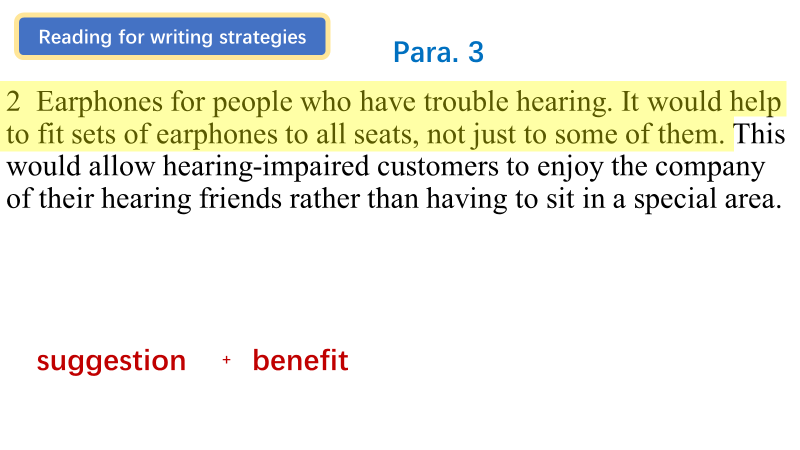 Reading for writing strategies
Para. 3
2 Earphones for people who have trouble hearing. It would help
to fit sets of earphones to all seats, not just to some of them. This
would allow hearing-impaired customers to enjoy the company
of their hearing friends rather than having to sit in a special area.
suggestion + benefit